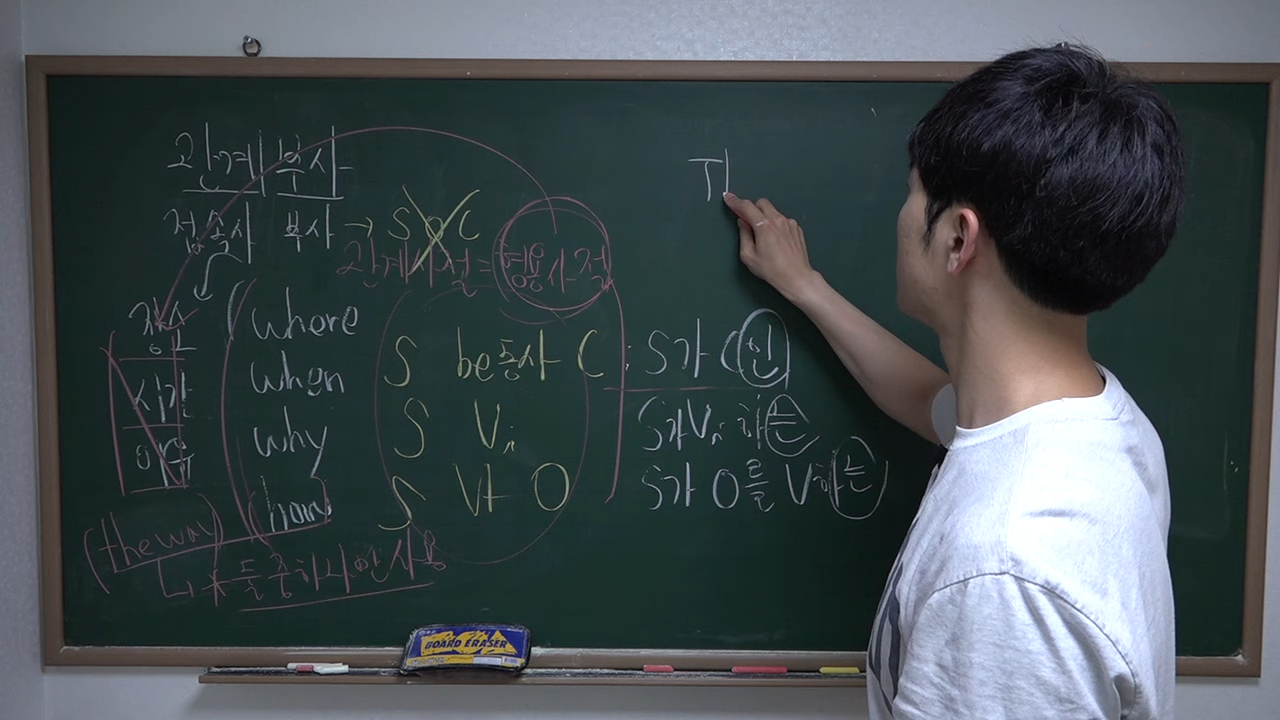 관계 부사
접속사 부사 → S O C
관계사절 = 형용사절
장소 where S be동사 C : S가 C인
시간 when S Vi S가 Vi 하는
이유 why S Vt O S가 O를 V하는
(the way) (how)
↳ * 둘 중 하나만 사용
BOARD ERASER